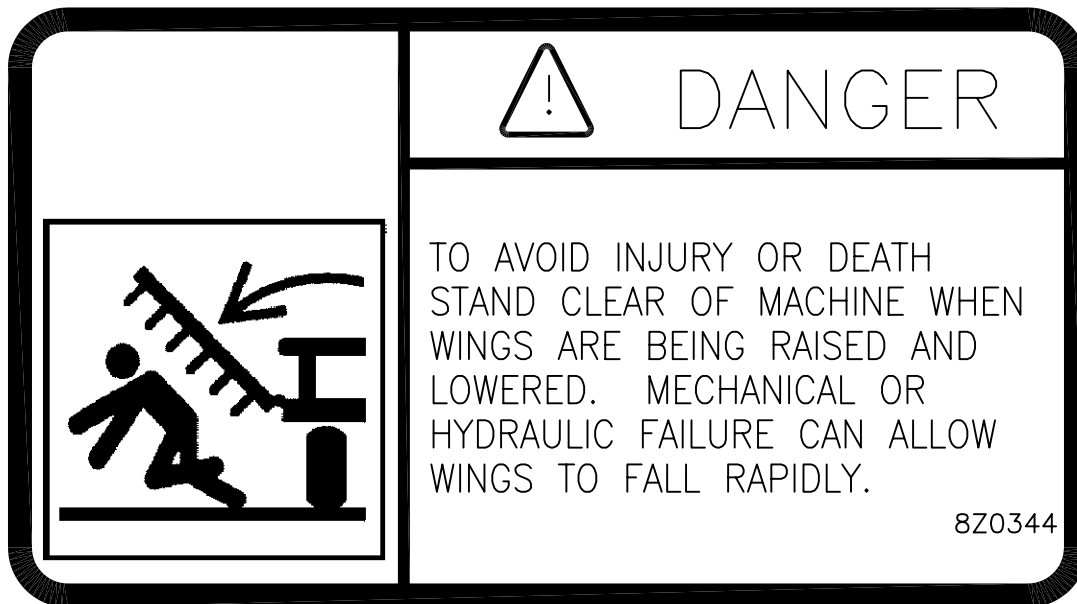 DANGER
TO AVOID INJURY OR DEATH
STAND CLEAR OF MACHINE WHEN
WINGS ARE BEING RAISED AND
LOWERED. MECHANICAL OR
HYDRAULIC FAILURE CAN ALLOW
WINGS TO FALL RAPIDLY.
8Z0344